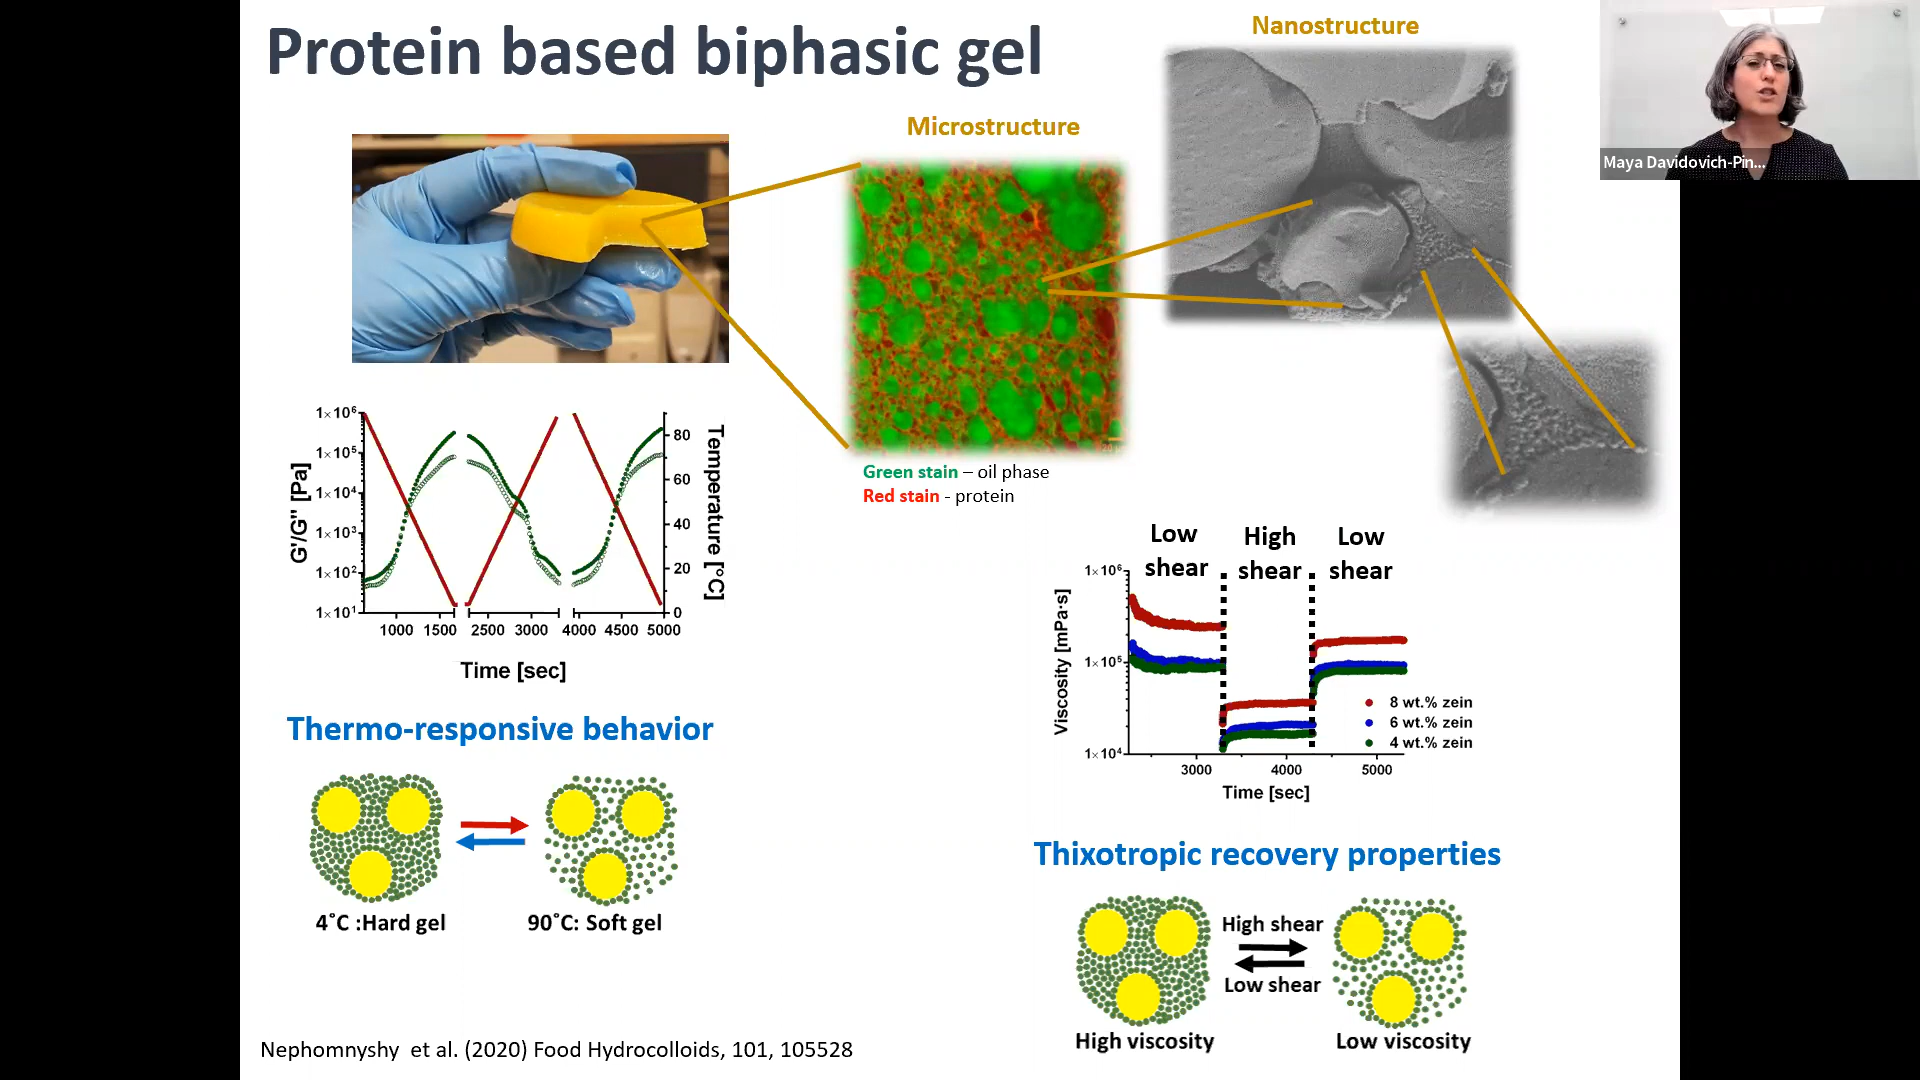 Protein based biphasic gel
Nanostructure
Maya Davidovich-Pin...
Microstructure
Green stain – oil phase
Red stain - protein
1×10⁶
1×10⁵
1×10⁴
1×10³
1×10²
1×10¹
G'/G" [Pa]
80
60
40
20
0
Temperature [°C]
1000 1500 2500 3000 4000 4500 5000
Time [sec]
Low shear
High shear
Low shear
1×10⁶
1×10⁵
1×10⁴
Viscosity [mPa·s]
8 wt.% zein
6 wt.% zein
4 wt.% zein
3000 4000 5000
Time [sec]
Thermo-responsive behavior
4˚C :Hard gel
90˚C: Soft gel
Thixotropic recovery properties
High shear
Low shear
High viscosity
Low viscosity
Nephomnyshy et al. (2020) Food Hydrocolloids, 101, 105528